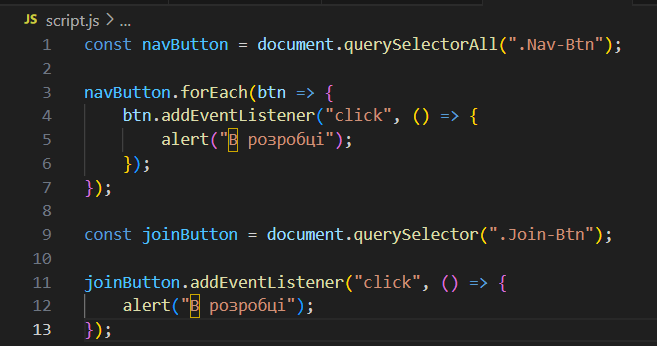 JS script.js > ...
1 const navButton = document.querySelectorAll(".Nav-Btn");
2
3 navButton.forEach(btn => {
4     btn.addEventListener("click", () => {
5         alert("В розробці");
6     });
7 });
8
9 const joinButton = document.querySelector(".Join-Btn");
10
11 joinButton.addEventListener("click", () => {
12     alert("В розробці");
13 });